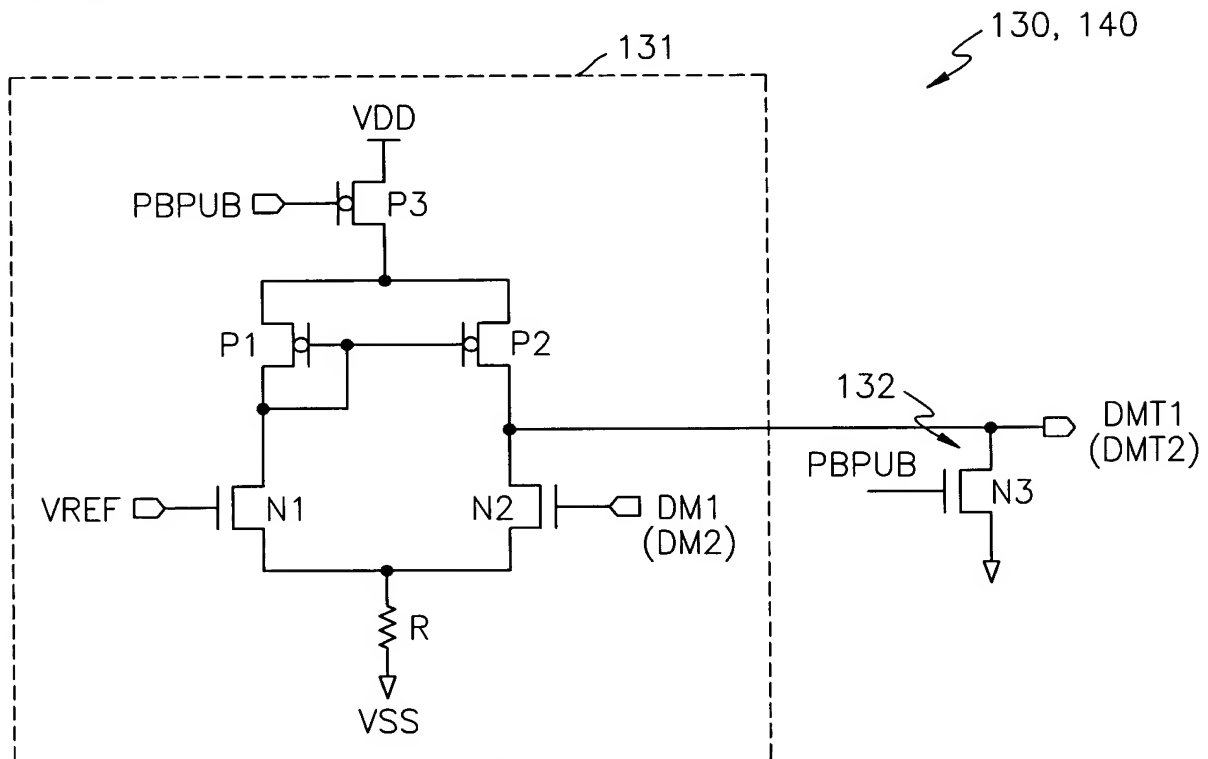 130, 140
131
VDD
PBPUB
P3
P1
P2
132
DMT1
(DMT2)
PBPUB
N3
VREF
N1
N2
DM1
(DM2)
R
VSS